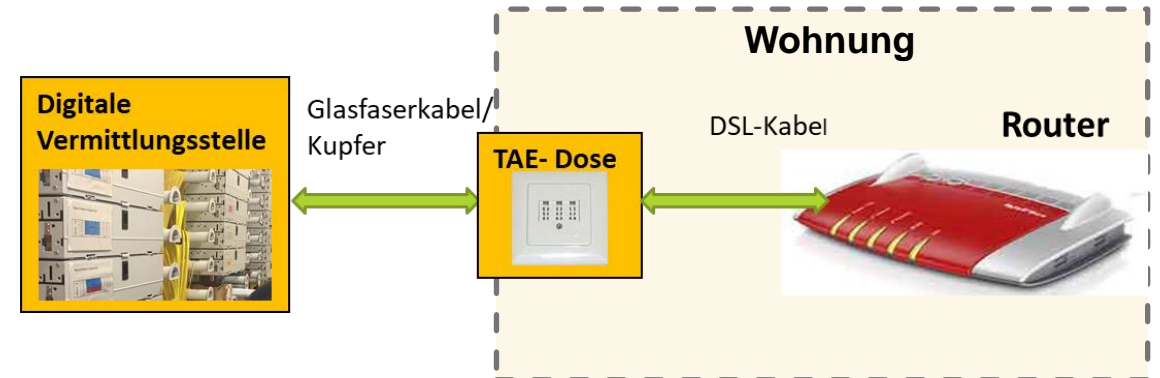 Wohnung
Digitale
Vermittlungsstelle
Glasfaserkabel/
Kupfer
TAE- Dose
DSL-Kabel
Router